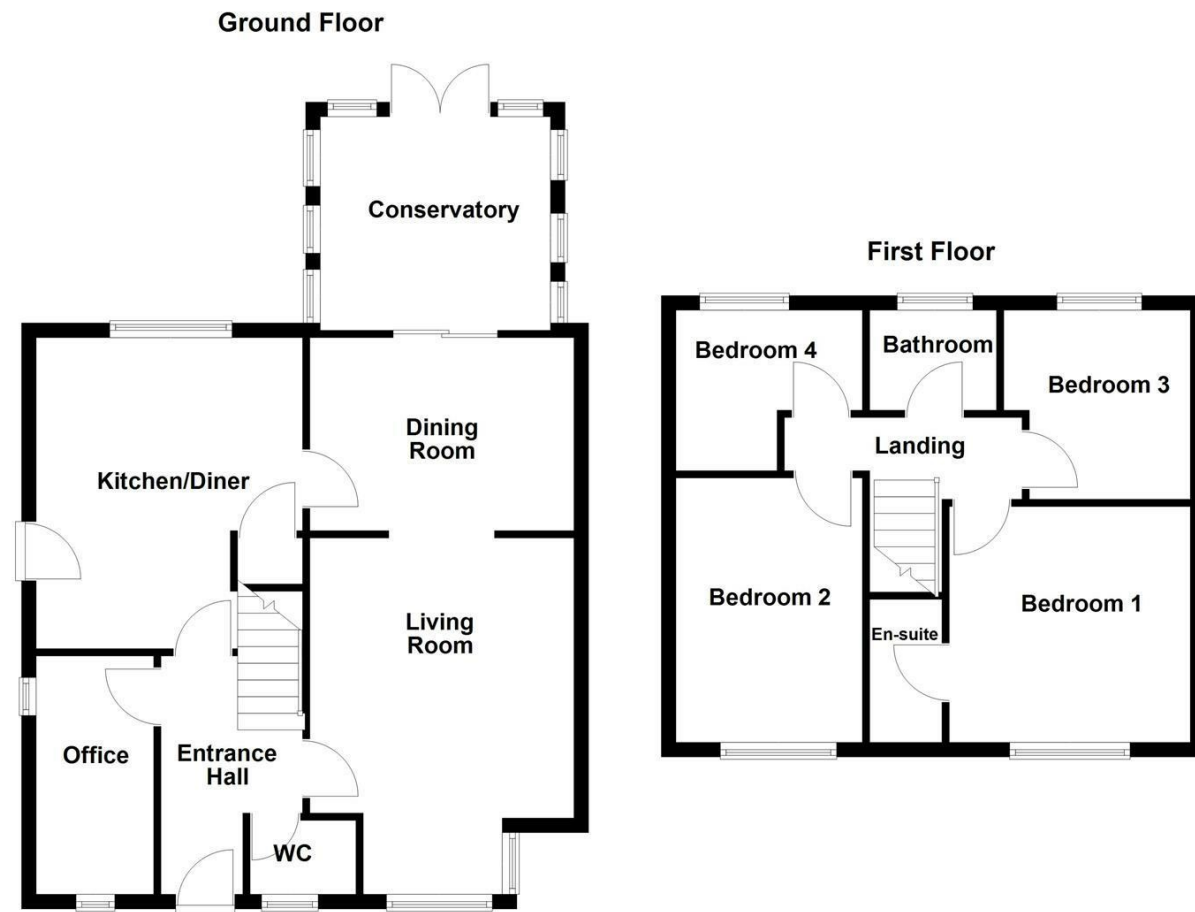 Ground Floor
Conservatory
Dining
Room
Kitchen/Diner
Living
Room
Office
Entrance
Hall
WC
First Floor
Bedroom 4
Bathroom
Bedroom 3
Landing
Bedroom 2
Bedroom 1
En-suite